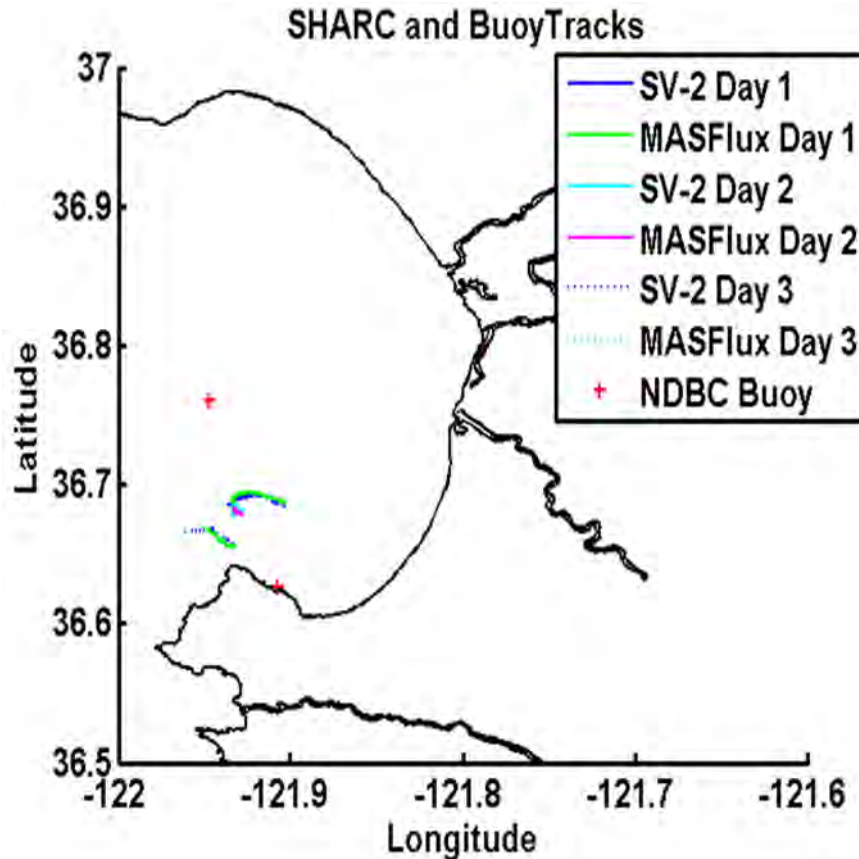 SHARC and BuoyTracks
SV-2 Day 1
MASFlux Day 1
SV-2 Day 2
MASFlux Day 2
SV-2 Day 3
MASFlux Day 3
NDBC Buoy
Latitude
37
36.9
36.8
36.7
36.6
36.5
-122
-121.9
-121.8
-121.7
-121.6
Longitude